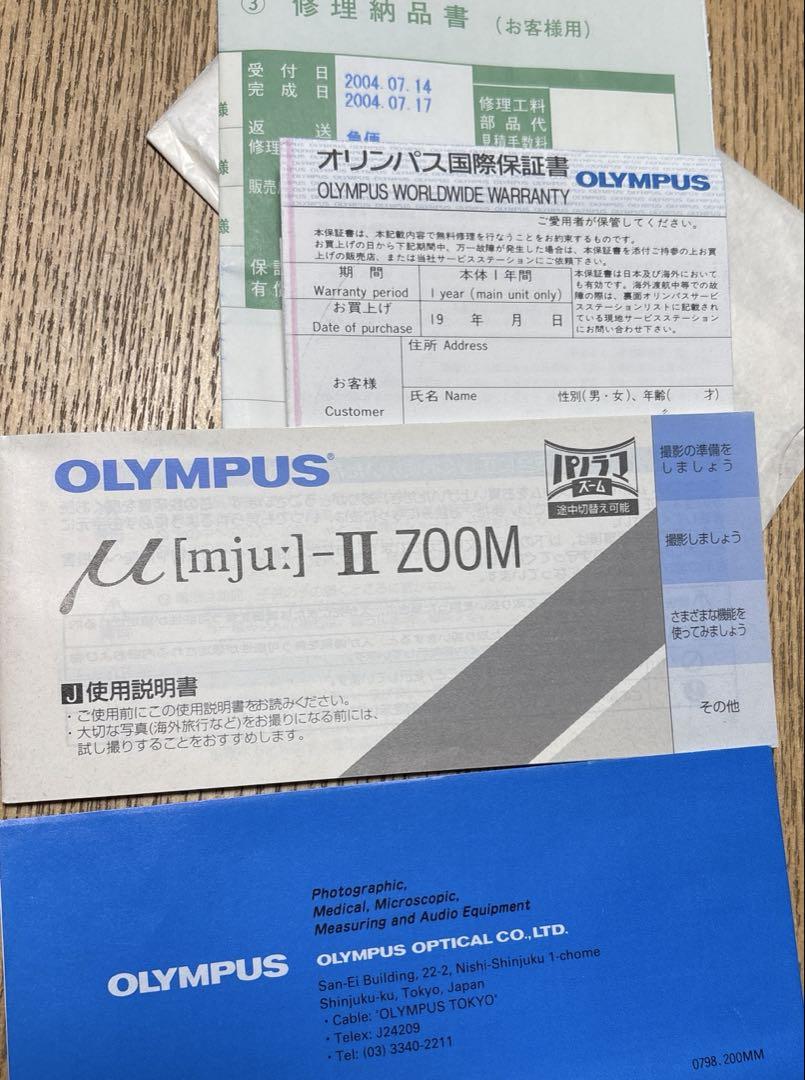 ③ 修理納品書 (お客様用)
受付日 2004.07.14
完成日 2004.07.17
修理工料
部品代
見積手数料
返送 急便
修理
様
様
様
販売
保
有
オリンパス国際保証書 OLYMPUS
OLYMPUS WORLDWIDE WARRANTY
ご愛用者が保管してください。
本保証書は、本記載内容で無料修理を行なうことをお約束するものです。
お買上げの日から下記期間中、万一故障が発生した場合は、本保証書を添付ご持参の上お買
上げの販売店、または当社サービスステーションにご依頼下さい。
期間 本体1年間
Warranty period 1 year (main unit only)
お買上げ
Date of purchase 19 年 月 日
本保証書は日本及び海外において
も有効です。海外渡航中等での故
障の際は、裏面オリンパスサービ
スステーションリストに記載され
ている現地サービスステーション
にお問い合わせ下さい。
住所 Address
お客様
Customer
氏名 Name 性別(男・女)、年齢( 才)
OLYMPUS®
パノラマ
ズーム
途中切替え可能
μ[mju:]-II ZOOM
J 使用説明書
・ご使用前にこの使用説明書をお読みください。
・大切な写真(海外旅行など)をお撮りになる前には、
試し撮りすることをおすすめします。
撮影の準備を
しましょう
撮影しましょう
さまざまな機能を
使ってみましょう
その他
Photographic,
Medical, Microscopic,
Measuring and Audio Equipment
OLYMPUS
OLYMPUS OPTICAL CO.,LTD.
San-Ei Building, 22-2, Nishi-Shinjuku 1-chome
Shinjuku-ku, Tokyo, Japan
・Cable: 'OLYMPUS TOKYO'
・Telex: J24209
・Tel: (03) 3340-2211
0798.200MM